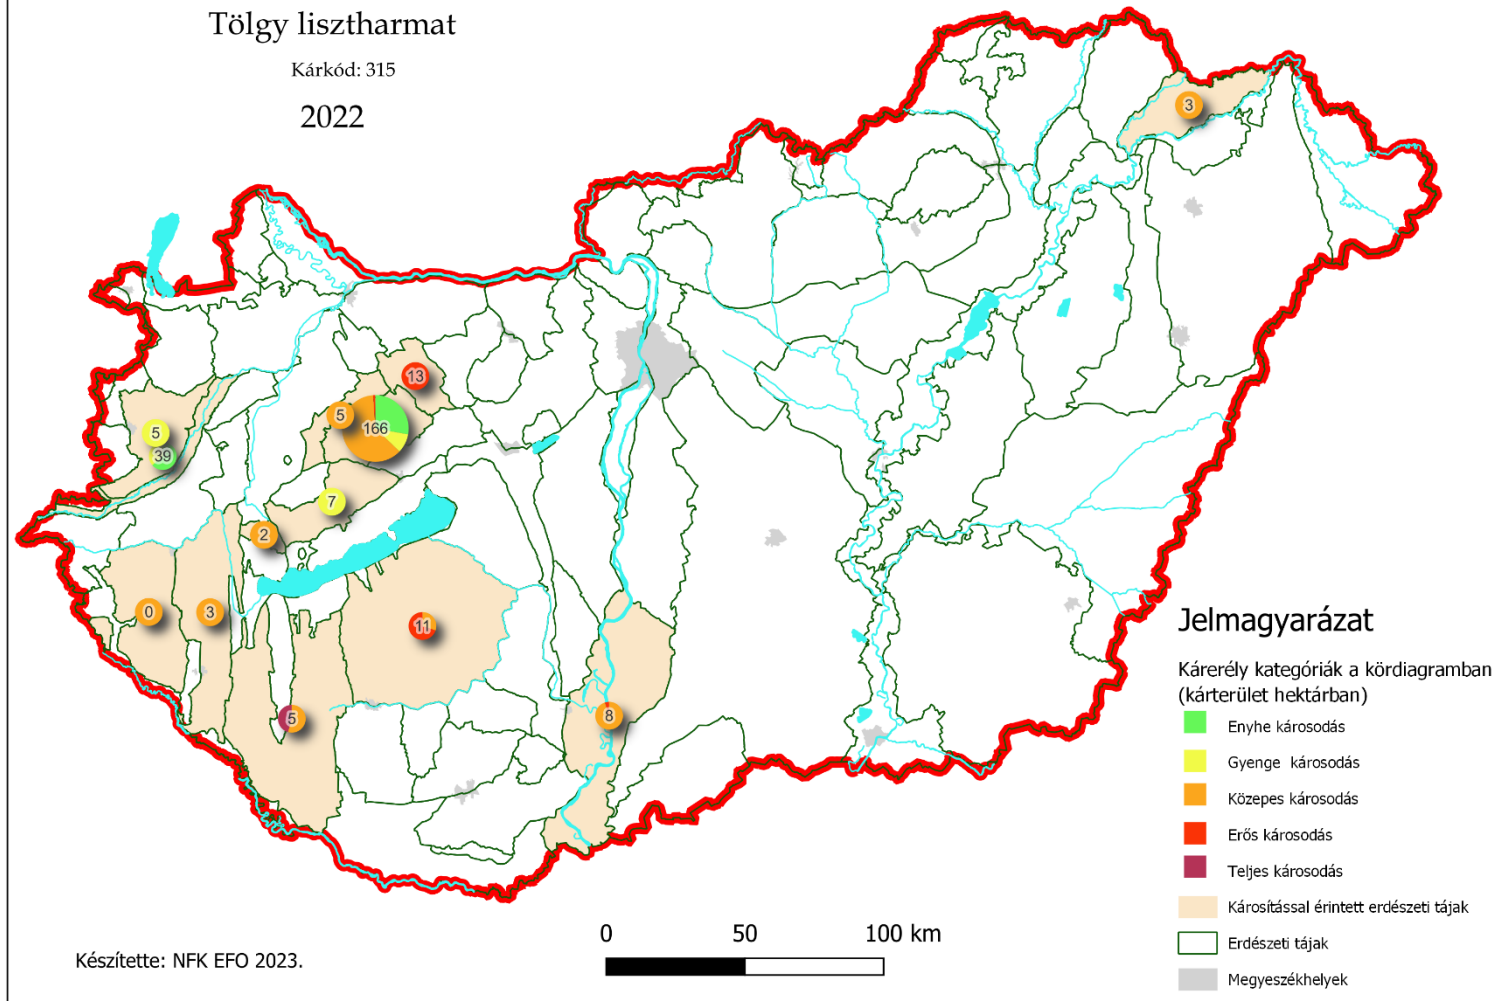 Tölgy lisztharmat
Kárkód: 315
2022
3
13
5
166
5
39
7
2
0
3
11
5
8
Jelmagyarázat
Kárerély kategóriák a kördiagramban
(kárterület hektárban)
Enyhe károsodás
Gyenge károsodás
Közepes károsodás
Erős károsodás
Teljes károsodás
Károsítással érintett erdészeti tájak
Erdészeti tájak
Megyeszékhelyek
0 50 100 km
Készítette: NFK EFO 2023.